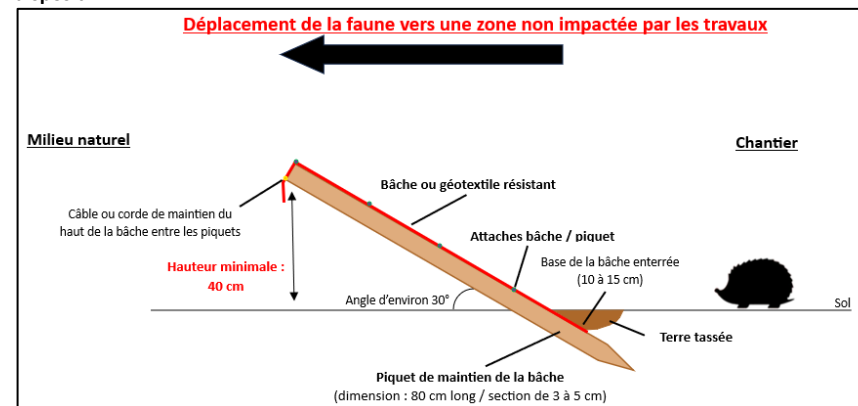 Déplacement de la faune vers une zone non impactée par les travaux
Milieu naturel
Chantier
Bâche ou géotextile résistant
Câble ou corde de maintien du
haut de la bâche entre les piquets
Attaches bâche / piquet
Hauteur minimale :
40 cm
Base de la bâche enterrée
(10 à 15 cm)
Angle d'environ 30°
Sol
Terre tassée
Piquet de maintien de la bâche
(dimension : 80 cm long / section de 3 à 5 cm)